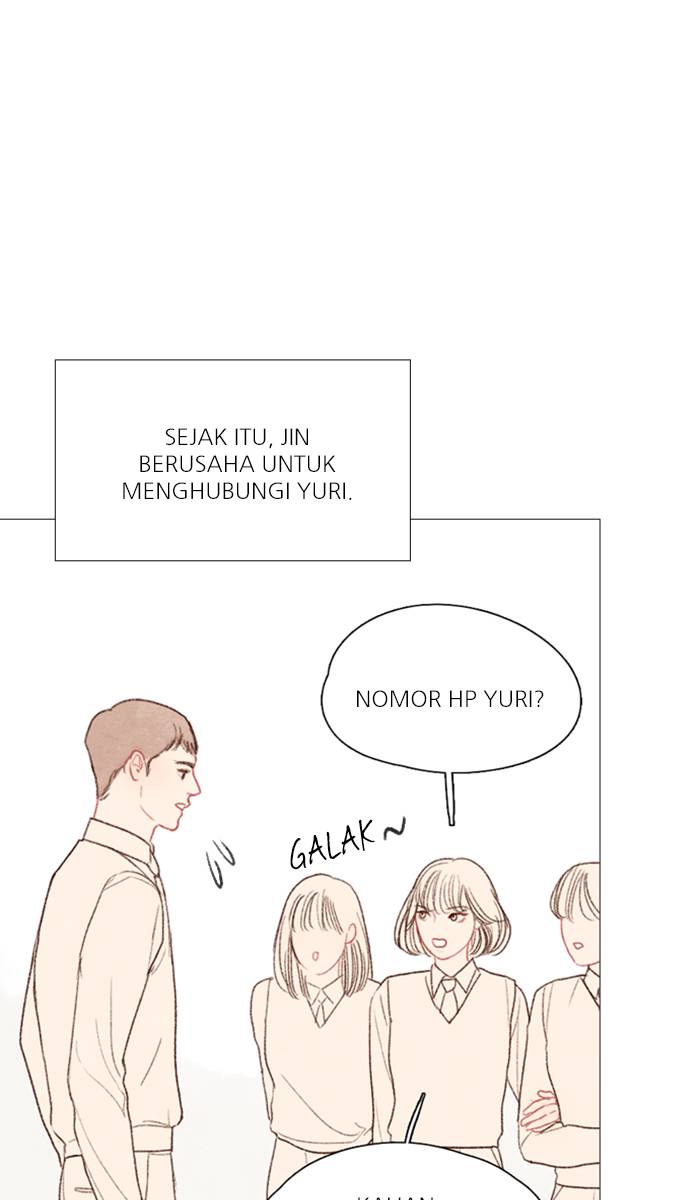 SEJAK ITU, JIN
BERUSAHA UNTUK
MENGHUBUNGI YURI.
NOMOR HP YURI?
GALAK~